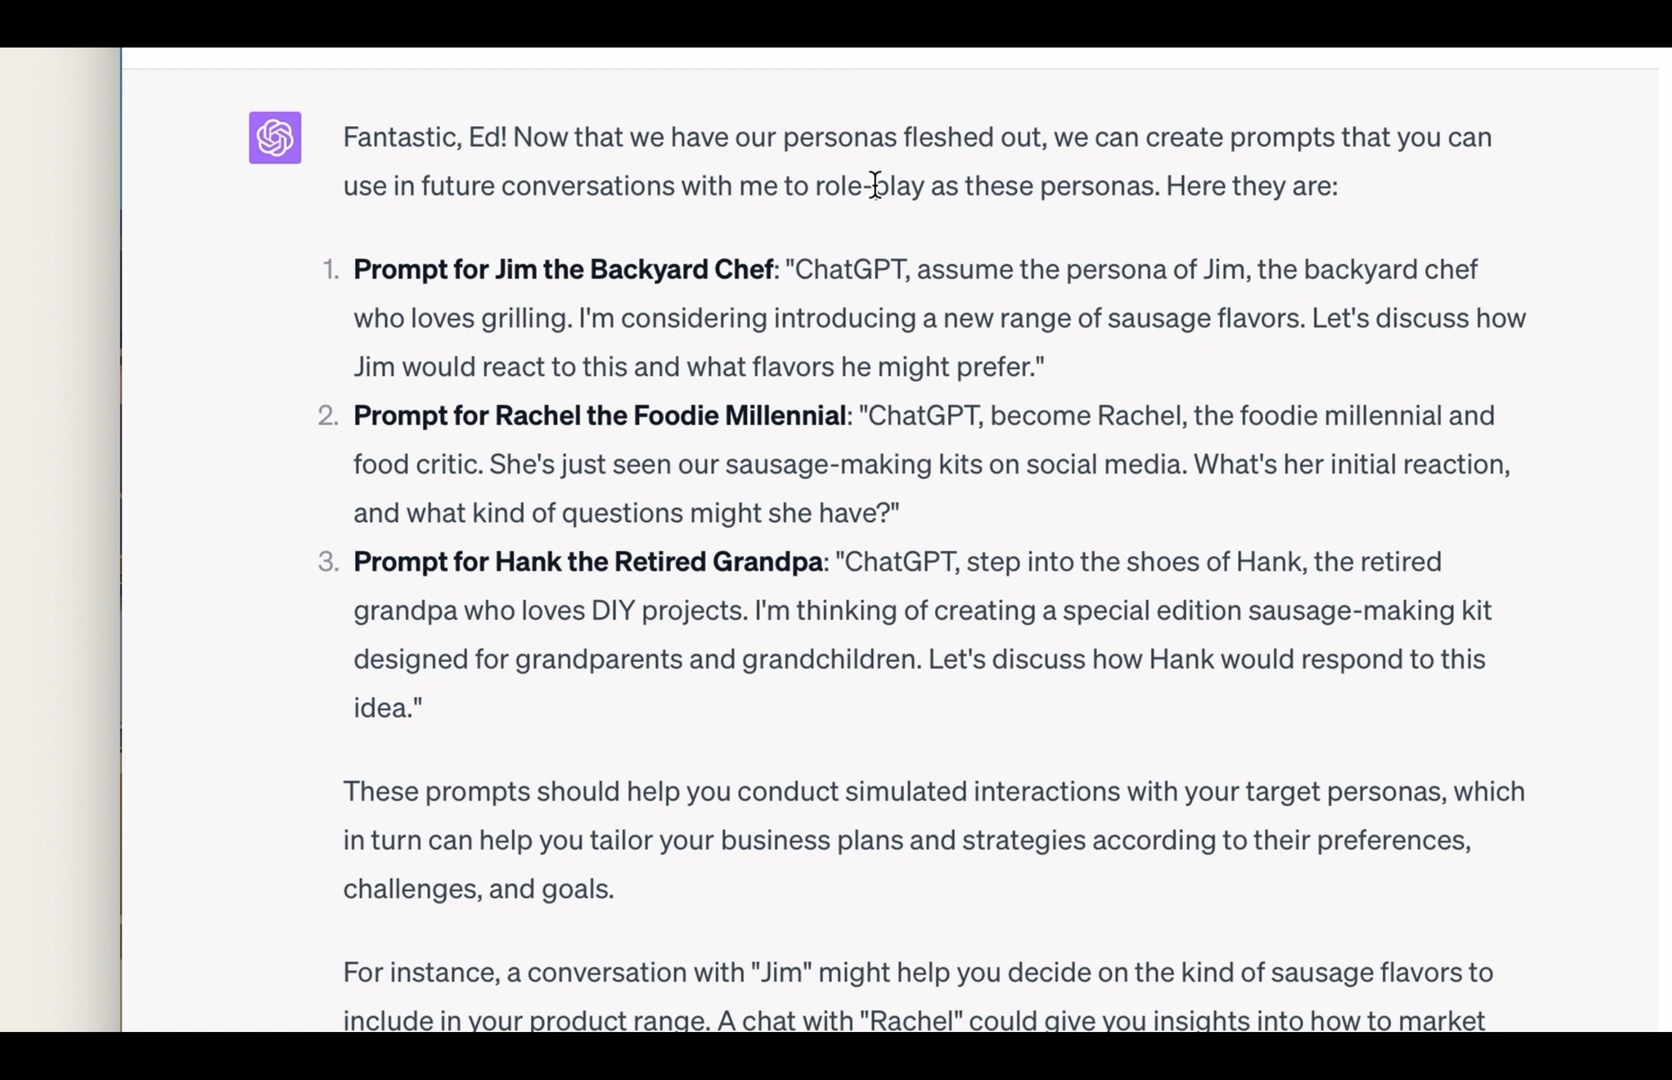 Fantastic, Ed! Now that we have our personas fleshed out, we can create prompts that you can
use in future conversations with me to role-play as these personas. Here they are:
1. Prompt for Jim the Backyard Chef: "ChatGPT, assume the persona of Jim, the backyard chef
who loves grilling. I'm considering introducing a new range of sausage flavors. Let's discuss how
Jim would react to this and what flavors he might prefer."
2. Prompt for Rachel the Foodie Millennial: "ChatGPT, become Rachel, the foodie millennial and
food critic. She's just seen our sausage-making kits on social media. What's her initial reaction,
and what kind of questions might she have?"
3. Prompt for Hank the Retired Grandpa: "ChatGPT, step into the shoes of Hank, the retired
grandpa who loves DIY projects. I'm thinking of creating a special edition sausage-making kit
designed for grandparents and grandchildren. Let's discuss how Hank would respond to this
idea."
These prompts should help you conduct simulated interactions with your target personas, which
in turn can help you tailor your business plans and strategies according to their preferences,
challenges, and goals.
For instance, a conversation with "Jim" might help you decide on the kind of sausage flavors to
include in your product range. A chat with "Rachel" could give you insights into how to market